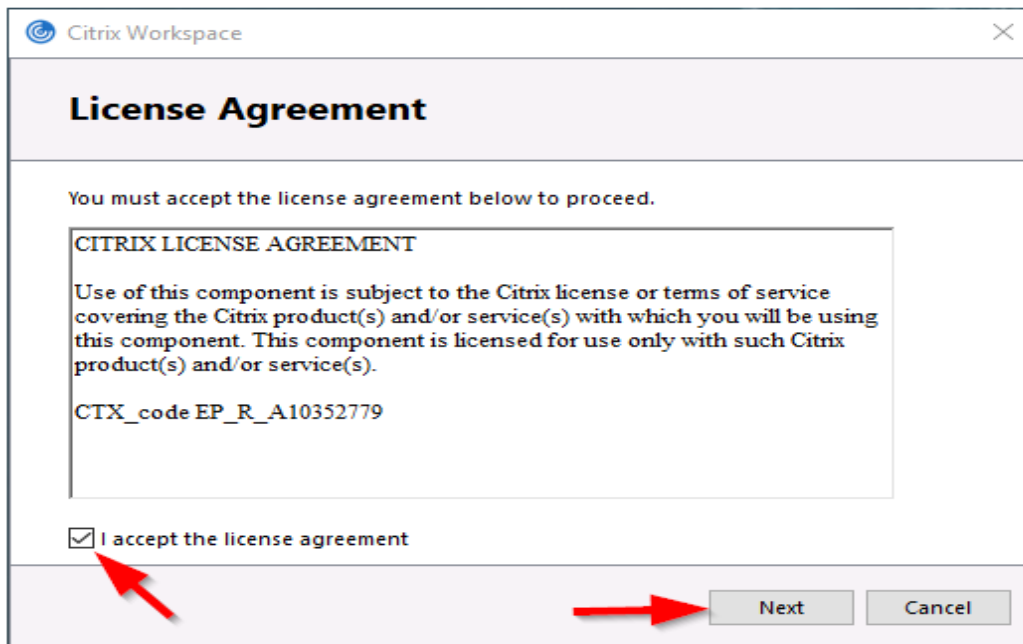 Citrix Workspace
License Agreement
You must accept the license agreement below to proceed.
CITRIX LICENSE AGREEMENT
Use of this component is subject to the Citrix license or terms of service
covering the Citrix product(s) and/or service(s) with which you will be using
this component. This component is licensed for use only with such Citrix
product(s) and/or service(s).
CTX_code EP_R_A10352779
I accept the license agreement
Next Cancel